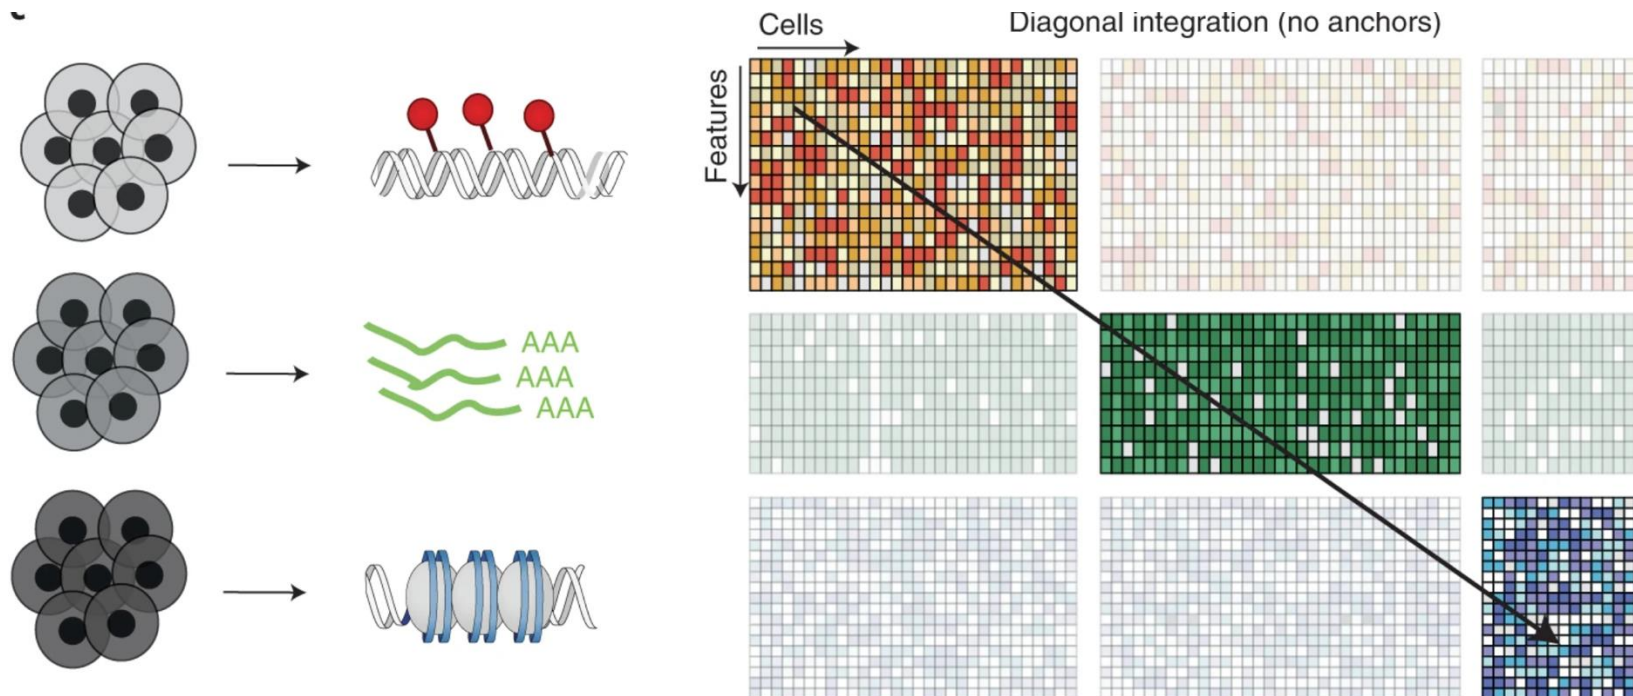 Diagonal integration (no anchors)
Cells
Features
AAA
AAA
AAA